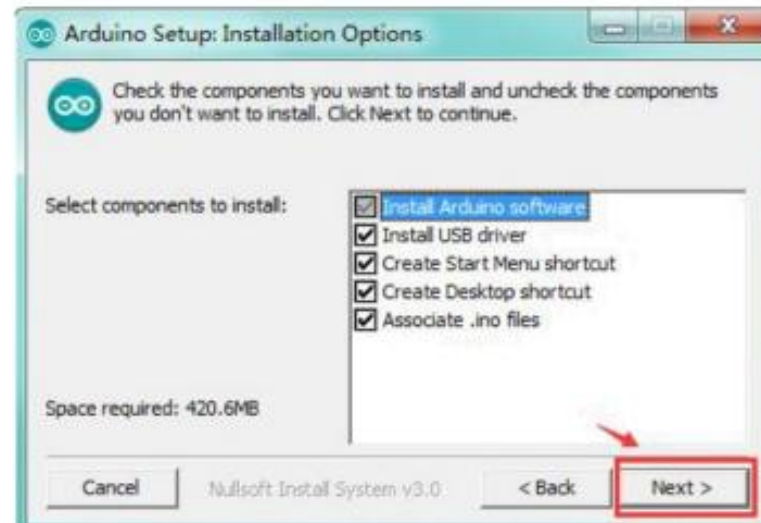 Arduino Setup: Installation Options
Check the components you want to install and uncheck the components
you don't want to install. Click Next to continue.
Select components to install:
Install Arduino software
Install USB driver
Create Start Menu shortcut
Create Desktop shortcut
Associate .ino files
Space required: 420.6MB
Cancel
Nullsoft Install System v3.0
< Back
Next >